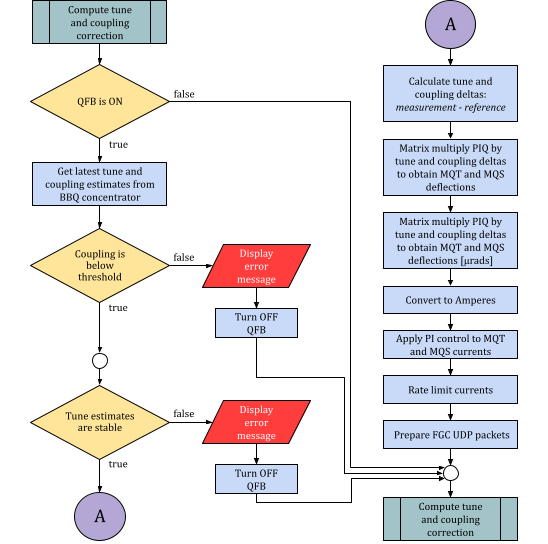 Compute tune
and coupling
correction
QFB is ON
false
true
Get latest tune and
coupling estimates from
BBQ concentrator
Coupling is
below
threshold
false
true
Display
error
message
Turn OFF
QFB
Tune estimates
are stable
false
true
Display
error
message
Turn OFF
QFB
A
A
Calculate tune and
coupling deltas:
measurement - reference
Matrix multiply PIQ by
tune and coupling deltas
to obtain MQT and MQS
deflections
Matrix multiply PIQ by
tune and coupling deltas
to obtain MQT and MQS
deflections [μrads]
Convert to Amperes
Apply PI control to MQT
and MQS currents
Rate limit currents
Prepare FGC UDP packets
Compute tune
and coupling
correction